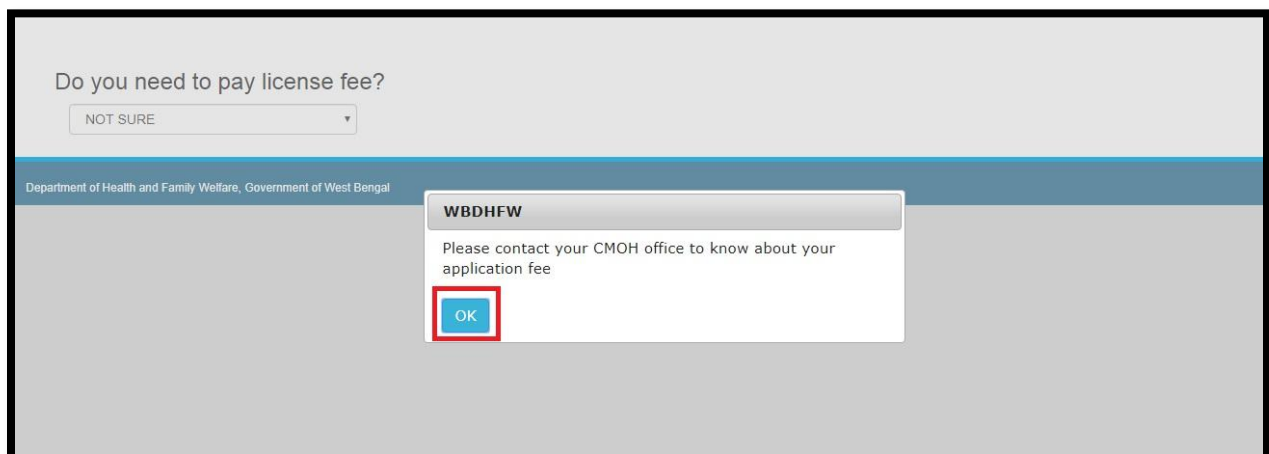 Do you need to pay license fee?
NOT SURE
Department of Health and Family Welfare, Government of West Bengal
WBDHFW
Please contact your CMOH office to know about your
application fee
OK